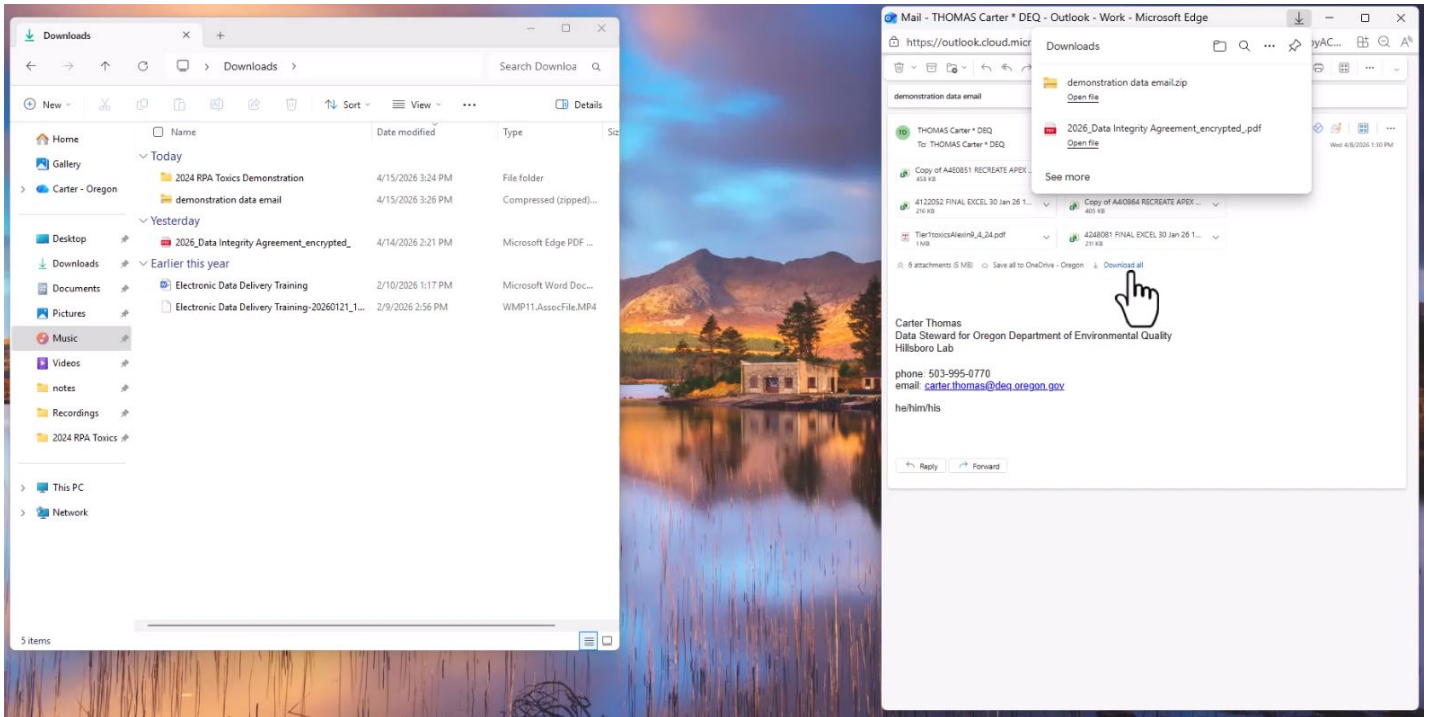 Downloads
Downloads
Search Downloa
New
Sort
View
Details
Name
Date modified
Type
Siz
Home
Gallery
Carter - Oregon
Desktop
Downloads
Documents
Pictures
Music
Videos
notes
Recordings
2024 RPA Toxics
This PC
Network
Today
2024 RPA Toxics Demonstration 4/15/2026 3:24 PM File folder
demonstration data email 4/15/2026 3:26 PM Compressed (zipped)...
Yesterday
2026_Data Integrity Agreement_encrypted_ 4/14/2026 2:21 PM Microsoft Edge PDF ...
Earlier this year
Electronic Data Delivery Training 2/10/2026 1:17 PM Microsoft Word Doc...
Electronic Data Delivery Training-20260121_1... 2/9/2026 2:56 PM WMP11.AssocFile.MP4
5 items
Mail - THOMAS Carter * DEQ - Outlook - Work - Microsoft Edge
https://outlook.cloud.micr
Downloads
demonstration data email.zip
Open file
2026_Data Integrity Agreement_encrypted_.pdf
Open file
See more
demonstration data email
TD
THOMAS Carter * DEQ
To: THOMAS Carter * DEQ
Wed 4/8/2026 1:30 PM
Copy of A4E0851 RECREATE APEX ...
458 KB
4122052 FINAL EXCEL 30 Jan 26 1...
216 KB
Copy of A4I0864 RECREATE APEX ...
405 KB
Tier1toxicsAlexin9_4_24.pdf
1 MB
4248081 FINAL EXCEL 30 Jan 26 1...
211 KB
6 attachments (5 MB) Save all to OneDrive - Oregon Download all
Carter Thomas
Data Steward for Oregon Department of Environmental Quality
Hillsboro Lab
phone: 503-995-0770
email: carter.thomas@deq.oregon.gov
he/him/his
Reply
Forward